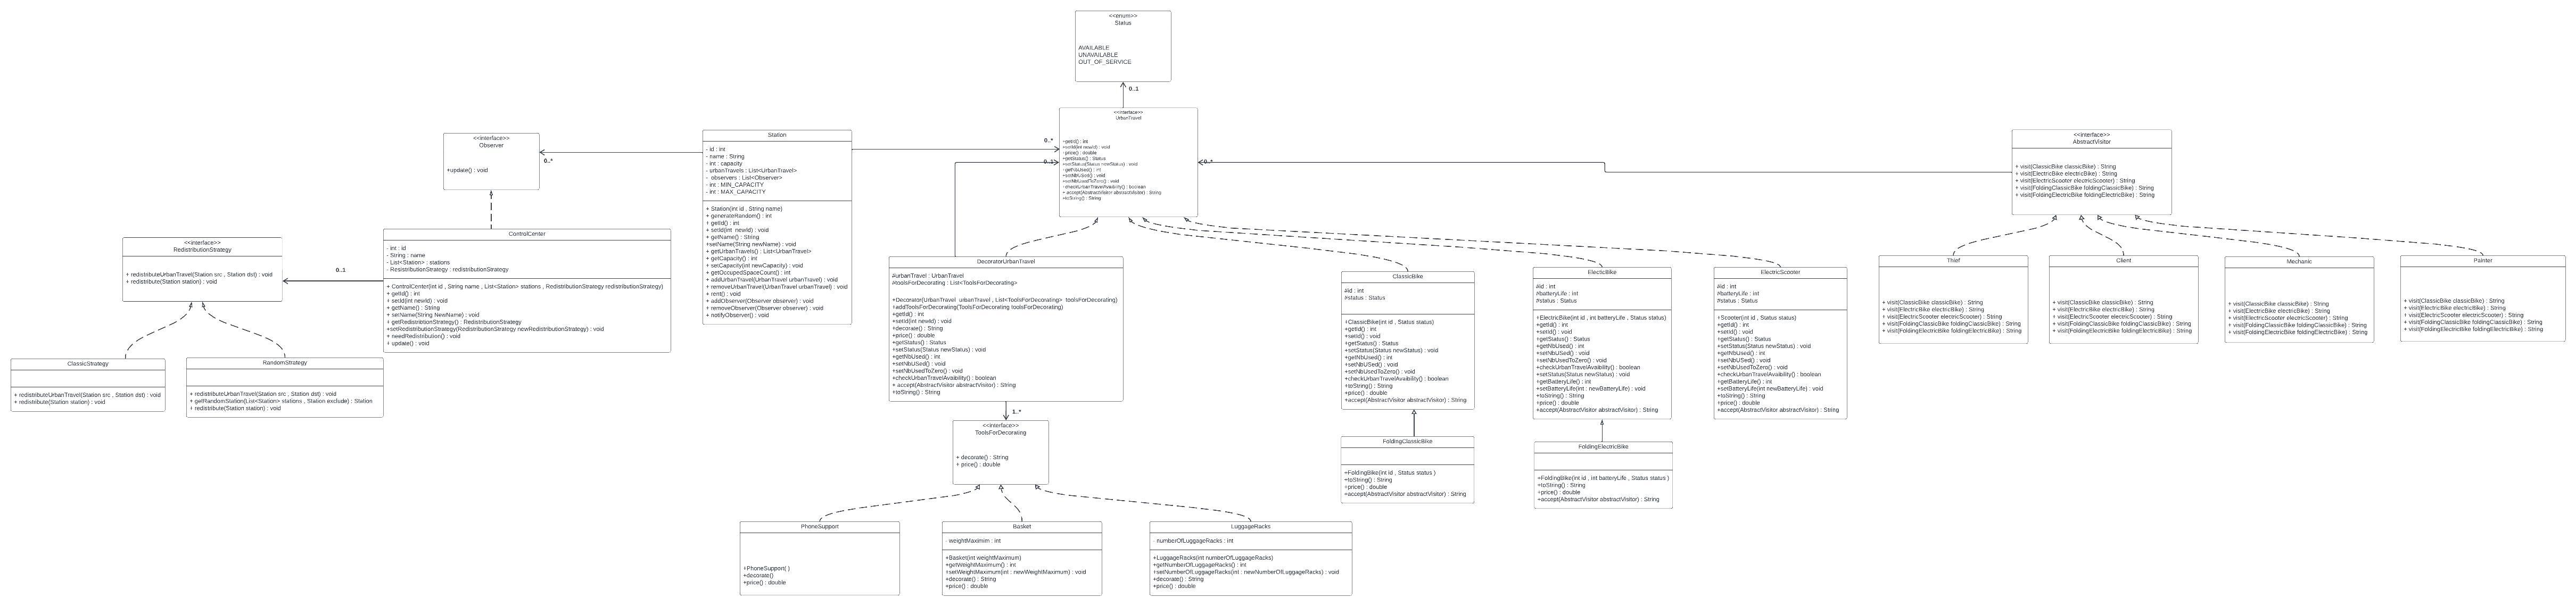 <<enum>>
Status
AVAILABLE
UNAVAILABLE
OUT_OF_SERVICE
0..1
<<interface>>
UrbanTravel
+getId() : int
+setId(int newId) : void
- price() : double
+getStatus() : Status
+setStatus(Status newStatus) : void
- getNbUsed() : int
+setNbUSed() : void
+setNbUsedToZero() : void
- checkUrbanTravelAvaibility() : boolean
+ accept(AbstractVisitor abstractVisitor) : String
+toString() : String
0..*
0..1
0..*
<<interface>>
Observer
+update() : void
0..*
Station
- id : int
- name : String
- int : capacity
- urbanTravels : List<UrbanTravel>
- observers : List<Observer>
- int : MIN_CAPACITY
- int : MAX_CAPACITY
+ Station(int id , String name)
+ generateRandom() : int
+ getId() : int
+ setId(int newId) : void
+ getName() : String
+setName(String newName) : void
+ getUrbanTravels() : List<UrbanTravel>
+ getCapacity() : int
+ setCapacity(int newCapacity) : void
+ getOccupedSpaceCount() : int
+ addUrbanTravel(UrbanTravel urbanTravel) : void
+ removeUrbanTravel(UrbanTravel urbanTravel) : void
+ rent() : void
+ addObserver(Observer observer) : void
+ removeObserver(Observer observer) : void
+ notifyObserver() : void
<<interface>>
AbstractVisitor
+ visit(ClassicBike classicBike) : String
+ visit(ElectricBike electricBike) : String
+ visit(ElectricScooter electricScooter) : String
+ visit(FoldingClassicBike foldingClassicBike) : String
+ visit(FoldingElectricBike foldingElectricBike) : String
<<interface>>
RedistributionStrategy
+ redistributeUrbanTravel(Station src , Station dst) : void
+ redistribute(Station station) : void
0..1
ControlCenter
- int : id
- String : name
- List<Station> : stations
- ResistributionStrategy : redistributionStrategy
+ ControlCenter(int id , String name , List<Station> stations , RedistributionStrategy redistributionStrategy)
+ getId() : int
+ setId(int newId) : void
+ getName() : String
+ setName(String NewName) : void
+ getRedistribtionStrategy() : RedistributionStrategy
+setRedistributionStrategy(RedistributionStrategy newRedistributionStrategy) : void
+ needRedistribution() : void
+ update() : void
ClassicStrategy
+ redistributeUrbanTravel(Station src , Station dst) : void
+ redistribute(Station station) : void
RandomStrategy
+ redistributeUrbanTravel(Station src , Station dst) : void
+ getRandomStation(List<Station> stations , Station exclude) : Station
+ redistribute(Station station) : void
DecoratorUrbanTravel
#urbanTravel : UrbanTravel
#toolsForDecorating : List<ToolsForDecorating>
+Decorator(UrbanTravel urbanTravel , List<ToolsForDecorating> toolsForDecorating)
+addToolsForDecorating(ToolsForDecorating toolsForDecorating)
+getId() : int
+setId(int newId) : void
+decorate() : String
+price() : double
+getStatus() : Status
+setStatus(Status newStatus) : void
+getNbUsed() : int
+setNbUSed() : void
+setNbUsedToZero() : void
+checkUrbanTravelAvaibility() : boolean
+ accept(AbstractVisitor abstractVisitor) : String
+toString() : String
1..*
<<interface>>
ToolsForDecorating
+ decorate() : String
+ price() : double
PhoneSupport
+PhoneSupport( )
+decorate()
+price() : double
Basket
- weightMaximim : int
+Basket(int weightMaximum)
+getWeightMaximum() : int
+setWeightMaximum(int : newWeightMaximum) : void
+decorate() : String
+price() : double
LuggageRacks
- numberOfLuggageRacks : int
+LuggageRacks(int numberOfLuggageRacks)
+getNumberOfLuggageRacks() : int
+setNumberOfLuggageRacks(int : newNumberOfLuggageRacks) : void
+decorate() : String
+price() : double
ClassicBike
#id : int
#status : Status
+ClassicBike(int id , Status status)
+getId() : int
+setId() : void
+getStatus() : Status
+setStatus(Status newStatus) : void
+getNbUsed() : int
+setNbUSed() : void
+setNbUsedToZero() : void
+checkUrbanTravelAvaibility() : boolean
+toString() : String
+price() : double
+accept(AbstractVisitor abstractVisitor) : String
FoldingClassicBike
+FoldingBike(int id , Status status )
+toString() : String
+price() : double
+accept(AbstractVisitor abstractVisitor) : String
ElecticBike
#id : int
#batteryLife : int
#status : Status
+ElectricBike(int id , int batteryLife , Status status)
+getId() : int
+setId() : void
+getStatus() : Status
+getNbUsed() : int
+setNbUSed() : void
+setNbUsedToZero() : void
+checkUrbanTravelAvaibility() : boolean
+setStatus(Status newStatus) : void
+getBatteryLife() : int
+setBatteryLife(int : newBatteryLife) : void
+toString() : String
+price() : double
+accept(AbstractVisitor abstractVisitor) : String
FoldingElectricBike
+FoldingBike(int id , int batteryLife , Status status )
+toString() : String
+price() : double
+accept(AbstractVisitor abstractVisitor) : String
ElectricScooter
#id : int
#batteryLife : int
#status : Status
+Scooter(int id , Status status)
+getId() : int
+setId() : void
+getStatus() : Status
+setStatus(Status newStatus) : void
+getNbUsed() : int
+setNbUSed() : void
+setNbUsedToZero() : void
+checkUrbanTravelAvaibility() : boolean
+getBatteryLife() : int
+setBatteryLife(int newBatteryLife) : void
+toString() : String
+price() : double
+accept(AbstractVisitor abstractVisitor) : String
Thief
+ visit(ClassicBike classicBike) : String
+ visit(ElectricBike electricBike) : String
+ visit(ElectricScooter electricScooter) : String
+ visit(FoldingClassicBike foldingClassicBike) : String
+ visit(FoldingElectricBike foldingElectricBike) : String
Client
+ visit(ClassicBike classicBike) : String
+ visit(ElectricBike electricBike) : String
+ visit(ElectricScooter electricScooter) : String
+ visit(FoldingClassicBike foldingClassicBike) : String
+ visit(FoldingElectricBike foldingElectricBike) : String
Mechanic
+ visit(ClassicBike classicBike) : String
+ visit(ElectricBike electricBike) : String
+ visit(ElectricScooter electricScooter) : String
+ visit(FoldingClassicBike foldingClassicBike) : String
+ visit(FoldingElectricBike foldingElectricBike) : String
Painter
+ visit(ClassicBike classicBike) : String
+ visit(ElectricBike electricBike) : String
+ visit(ElectricScooter electricScooter) : String
+ visit(FoldingClassicBike foldingClassicBike) : String
+ visit(FoldingElectricBike foldingElectricBike) : String